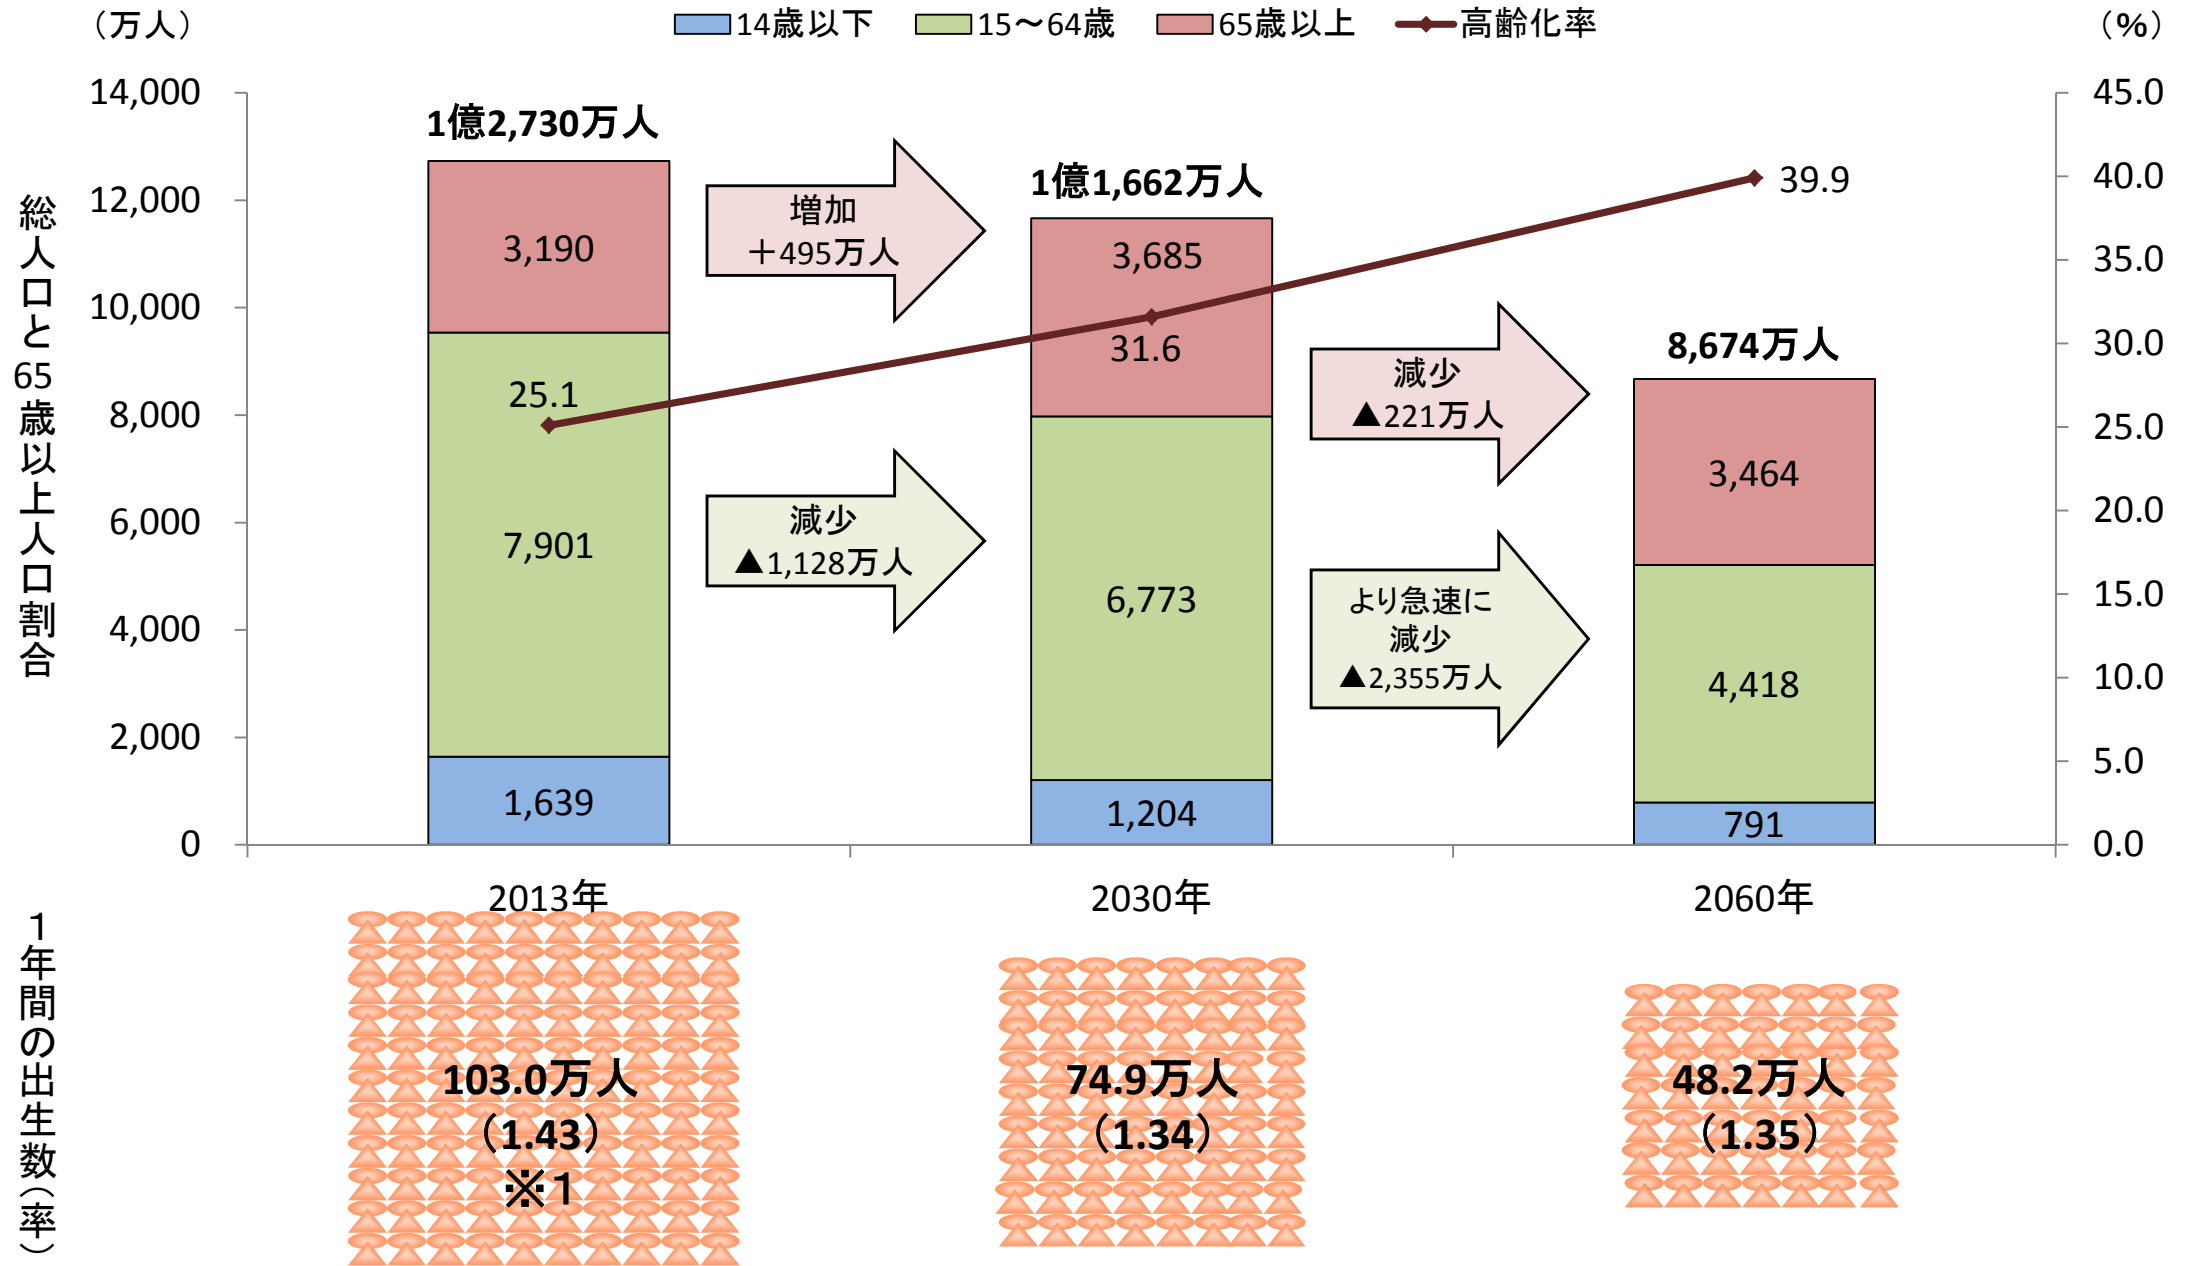 （万人）
14歳以下
15～64歳
65歳以上
高齢化率
（%）
総人口と65歳以上人口割合
14,000
12,000
10,000
8,000
6,000
4,000
2,000
0
45.0
40.0
35.0
30.0
25.0
20.0
15.0
10.0
5.0
0.0
1億2,730万人
3,190
25.1
7,901
1,639
増加
＋495万人
減少
▲1,128万人
1億1,662万人
3,685
31.6
6,773
1,204
減少
▲221万人
より急速に
減少
▲2,355万人
39.9
8,674万人
3,464
4,418
791
2013年
2030年
2060年
１年間の出生数（率）
103.0万人
（1.43）
※１
74.9万人
（1.34）
48.2万人
（1.35）